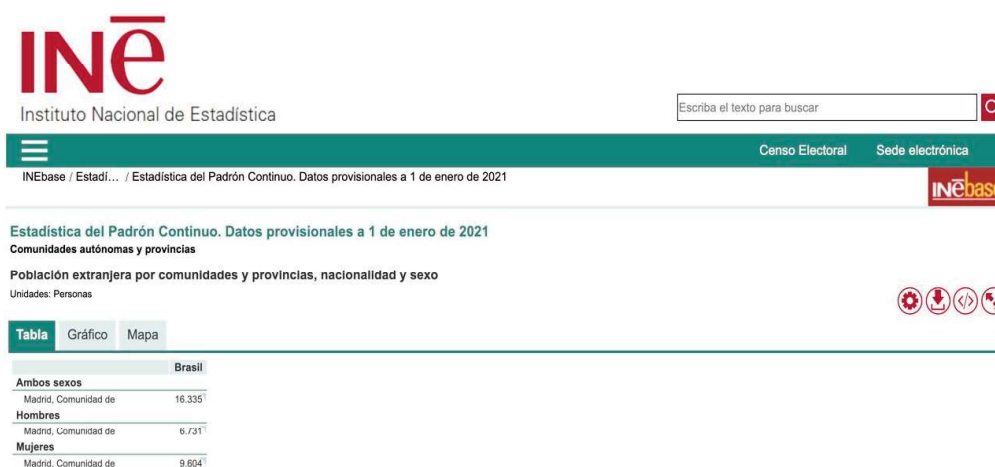 INē
Instituto Nacional de Estadística
Escriba el texto para buscar
Censo Electoral Sede electrónica
INEbase / Estadí... / Estadística del Padrón Continuo. Datos provisionales a 1 de enero de 2021
INēbase
Estadística del Padrón Continuo. Datos provisionales a 1 de enero de 2021
Comunidades autónomas y provincias
Población extranjera por comunidades y provincias, nacionalidad y sexo
Unidades: Personas
Tabla Gráfico Mapa
Brasil
Ambos sexos
Madrid, Comunidad de 16.335
Hombres
Madrid, Comunidad de 6.731
Mujeres
Madrid, Comunidad de 9.604